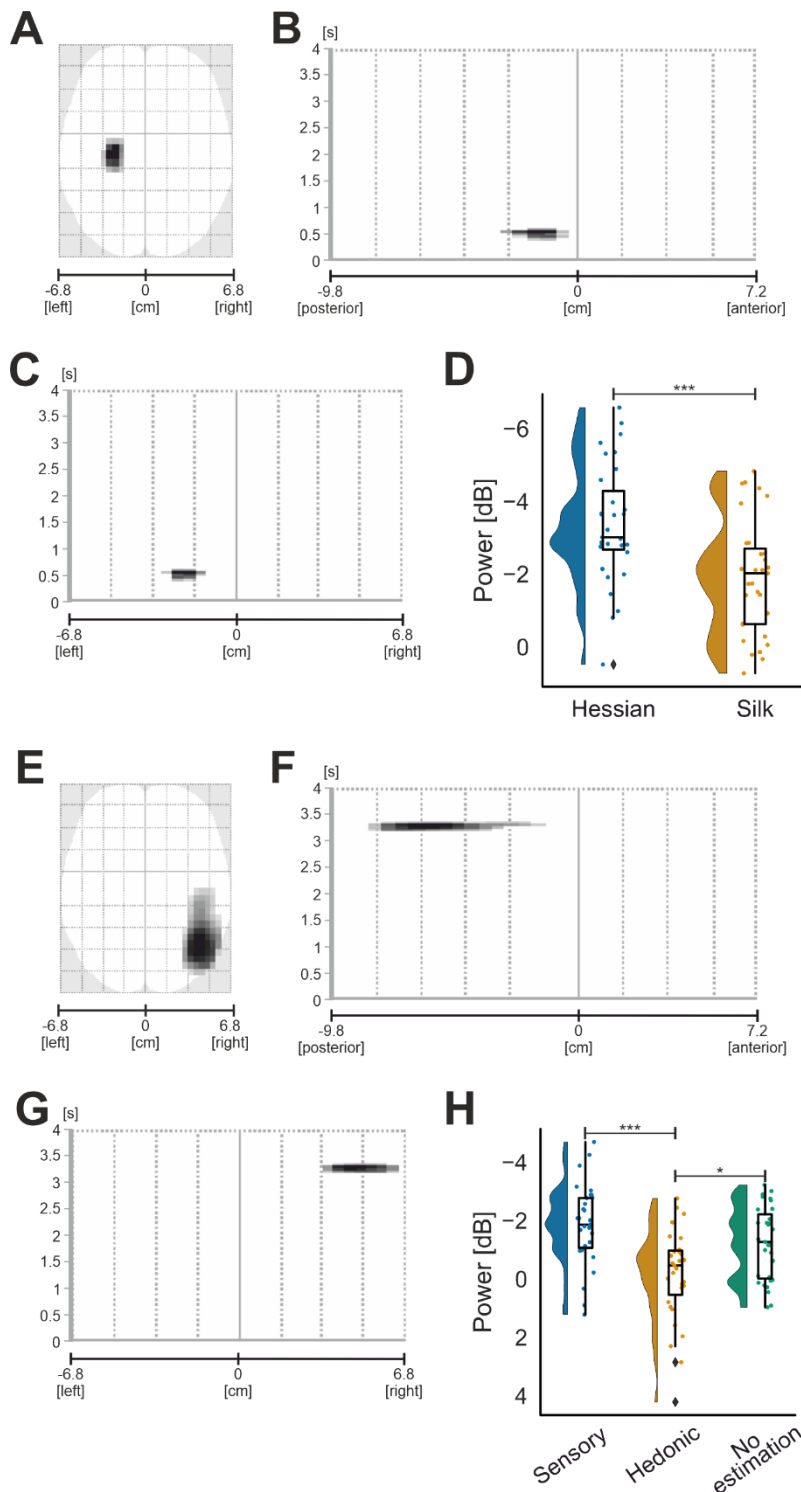 A
-6.8 0 6.8
[left] [cm] [right]
B
[s]
4
3.5
3
2.5
2
1.5
1
0.5
0
-9.8 0 7.2
[posterior] [cm] [anterior]
C
[s]
4
3.5
3
2.5
2
1.5
1
0.5
0
-6.8 0 6.8
[left] [cm] [right]
D
***
Power [dB]
−6
−4
−2
0
Hessian Silk
E
-6.8 0 6.8
[left] [cm] [right]
F
[s]
4
3.5
3
2.5
2
1.5
1
0.5
0
-9.8 0 7.2
[posterior] [cm] [anterior]
G
[s]
4
3.5
3
2.5
2
1.5
1
0.5
0
-6.8 0 6.8
[left] [cm] [right]
H
***
*
Power [dB]
−4
−2
0
2
4
Sensory
Hedonic
No
estimation